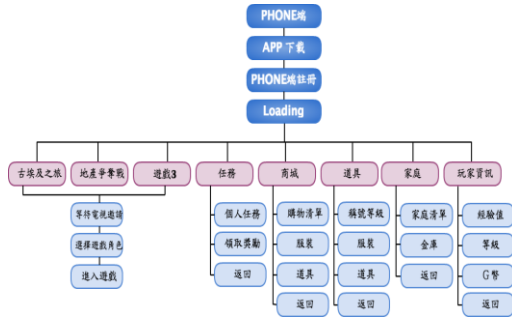 PHONE端
APP 下載
PHONE端註冊
Loading
古埃及之旅 地產爭奪戰 遊戲3 任務 商城 道具 家庭 玩家資訊
等待電視邀請
選擇遊戲角色
進入遊戲
個人任務
領取獎勵
返回
購物清單
服裝
道具
返回
稱號等級
服裝
道具
返回
家庭清單
金庫
返回
經驗值
等級
G幣
返回